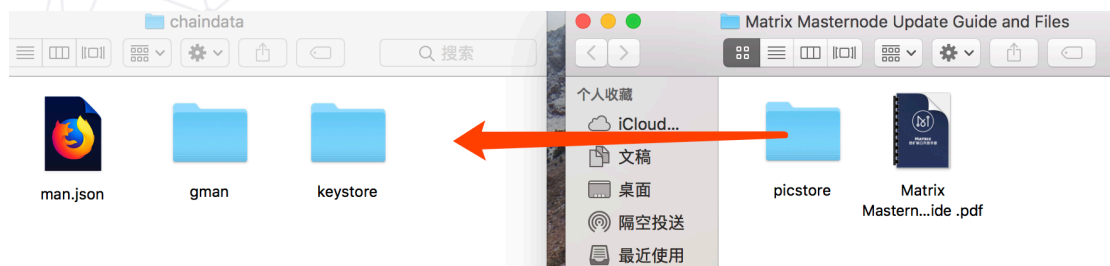 chaindata
搜索
man.json
gman
keystore
Matrix Masternode Update Guide and Files
个人收藏
iCloud...
文稿
桌面
隔空投送
最近使用
picstore
Matrix
Mastern...ide .pdf
MATRIX